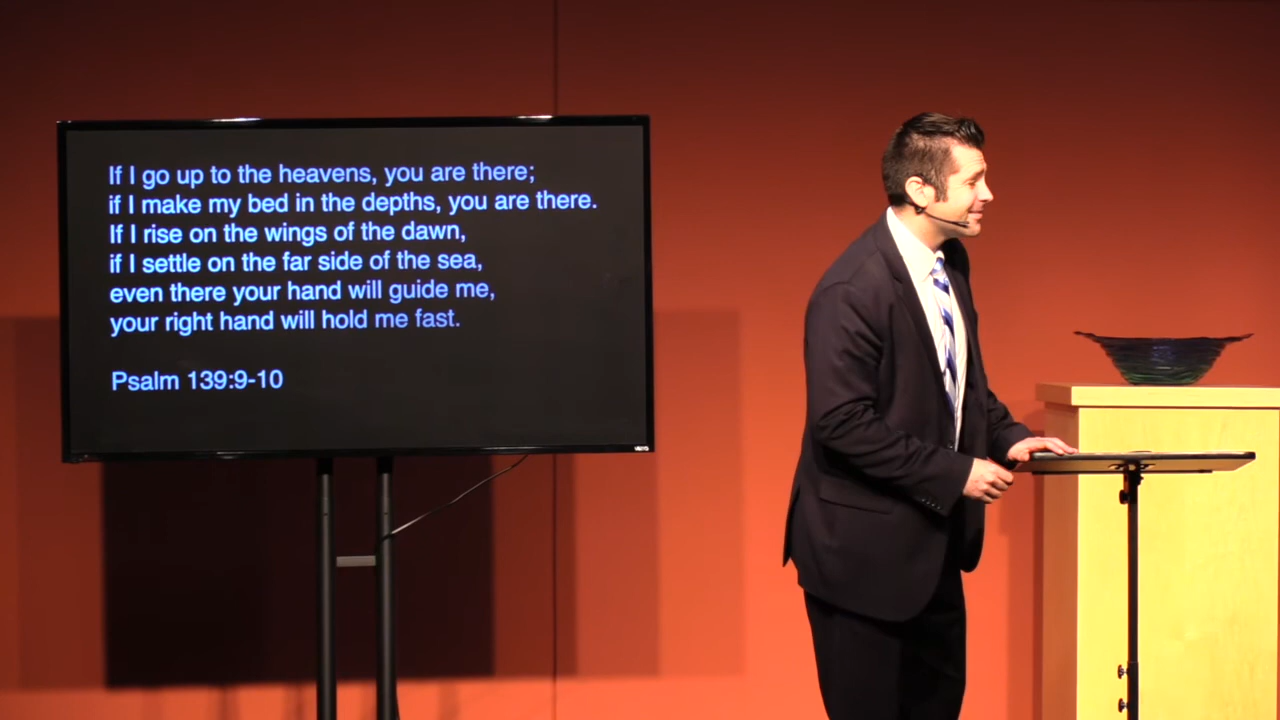 If I go up to the heavens, you are there;
if I make my bed in the depths, you are there.
If I rise on the wings of the dawn,
if I settle on the far side of the sea,
even there your hand will guide me,
your right hand will hold me fast.
Psalm 139:9-10